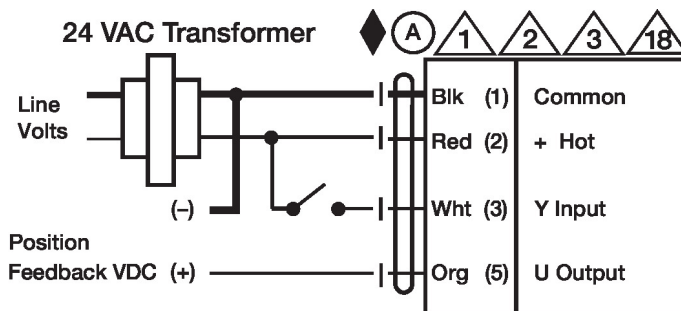 24 VAC Transformer
A 1 2 3 18
Line
Volts
Blk (1) Common
Red (2) + Hot
(–) Wht (3) Y Input
Position
Feedback VDC (+) Org (5) U Output